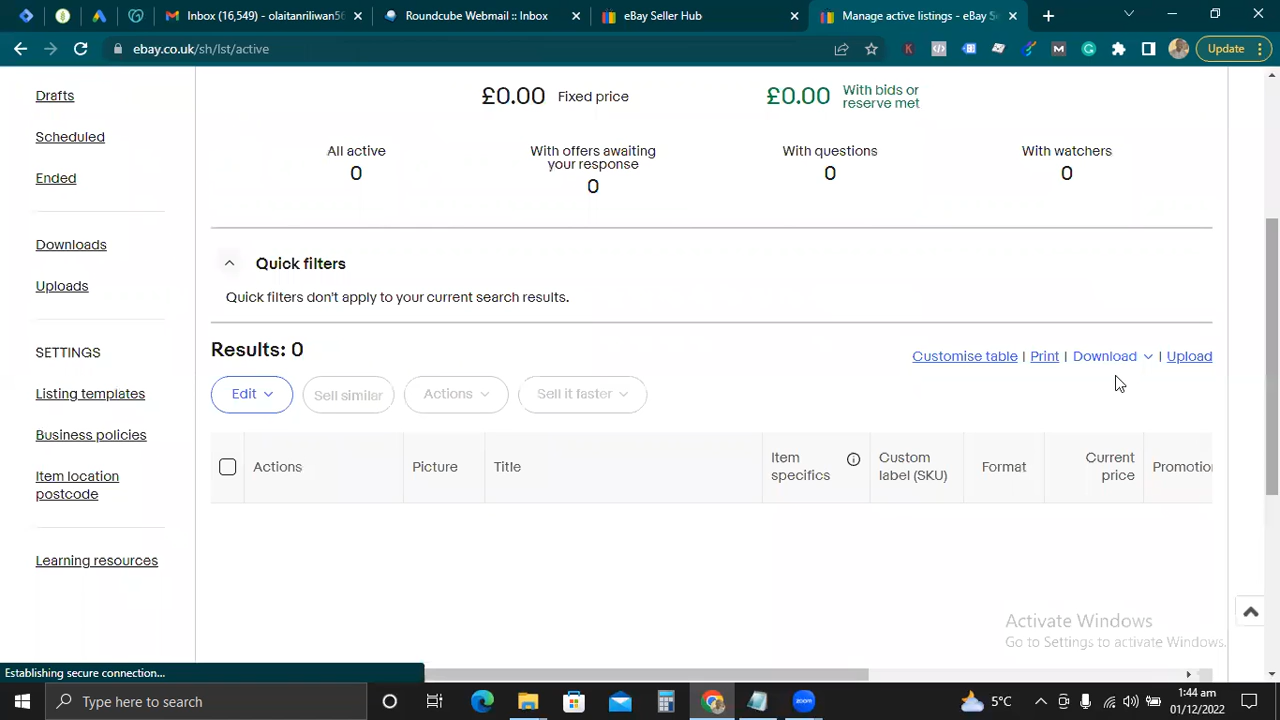 Inbox (16,549) - olaitanriliwan56
Roundcube Webmail :: Inbox
eBay Seller Hub
Manage active listings - eBay Se
ebay.co.uk/sh/lst/active
Update
Drafts
Scheduled
Ended
Downloads
Uploads
SETTINGS
Listing templates
Business policies
Item location
postcode
Learning resources
£0.00 Fixed price
£0.00 With bids or
reserve met
All active
0
With offers awaiting
your response
0
With questions
0
With watchers
0
Quick filters
Quick filters don't apply to your current search results.
Results: 0
Customise table | Print | Download | Upload
Edit Sell similar Actions Sell it faster
Actions Picture Title Item
specifics Custom
label (SKU) Format Current
price Promotion
Activate Windows
Go to Settings to activate Windows.
Establishing secure connection...
Type here to search
5°C
1:44 am
01/12/2022